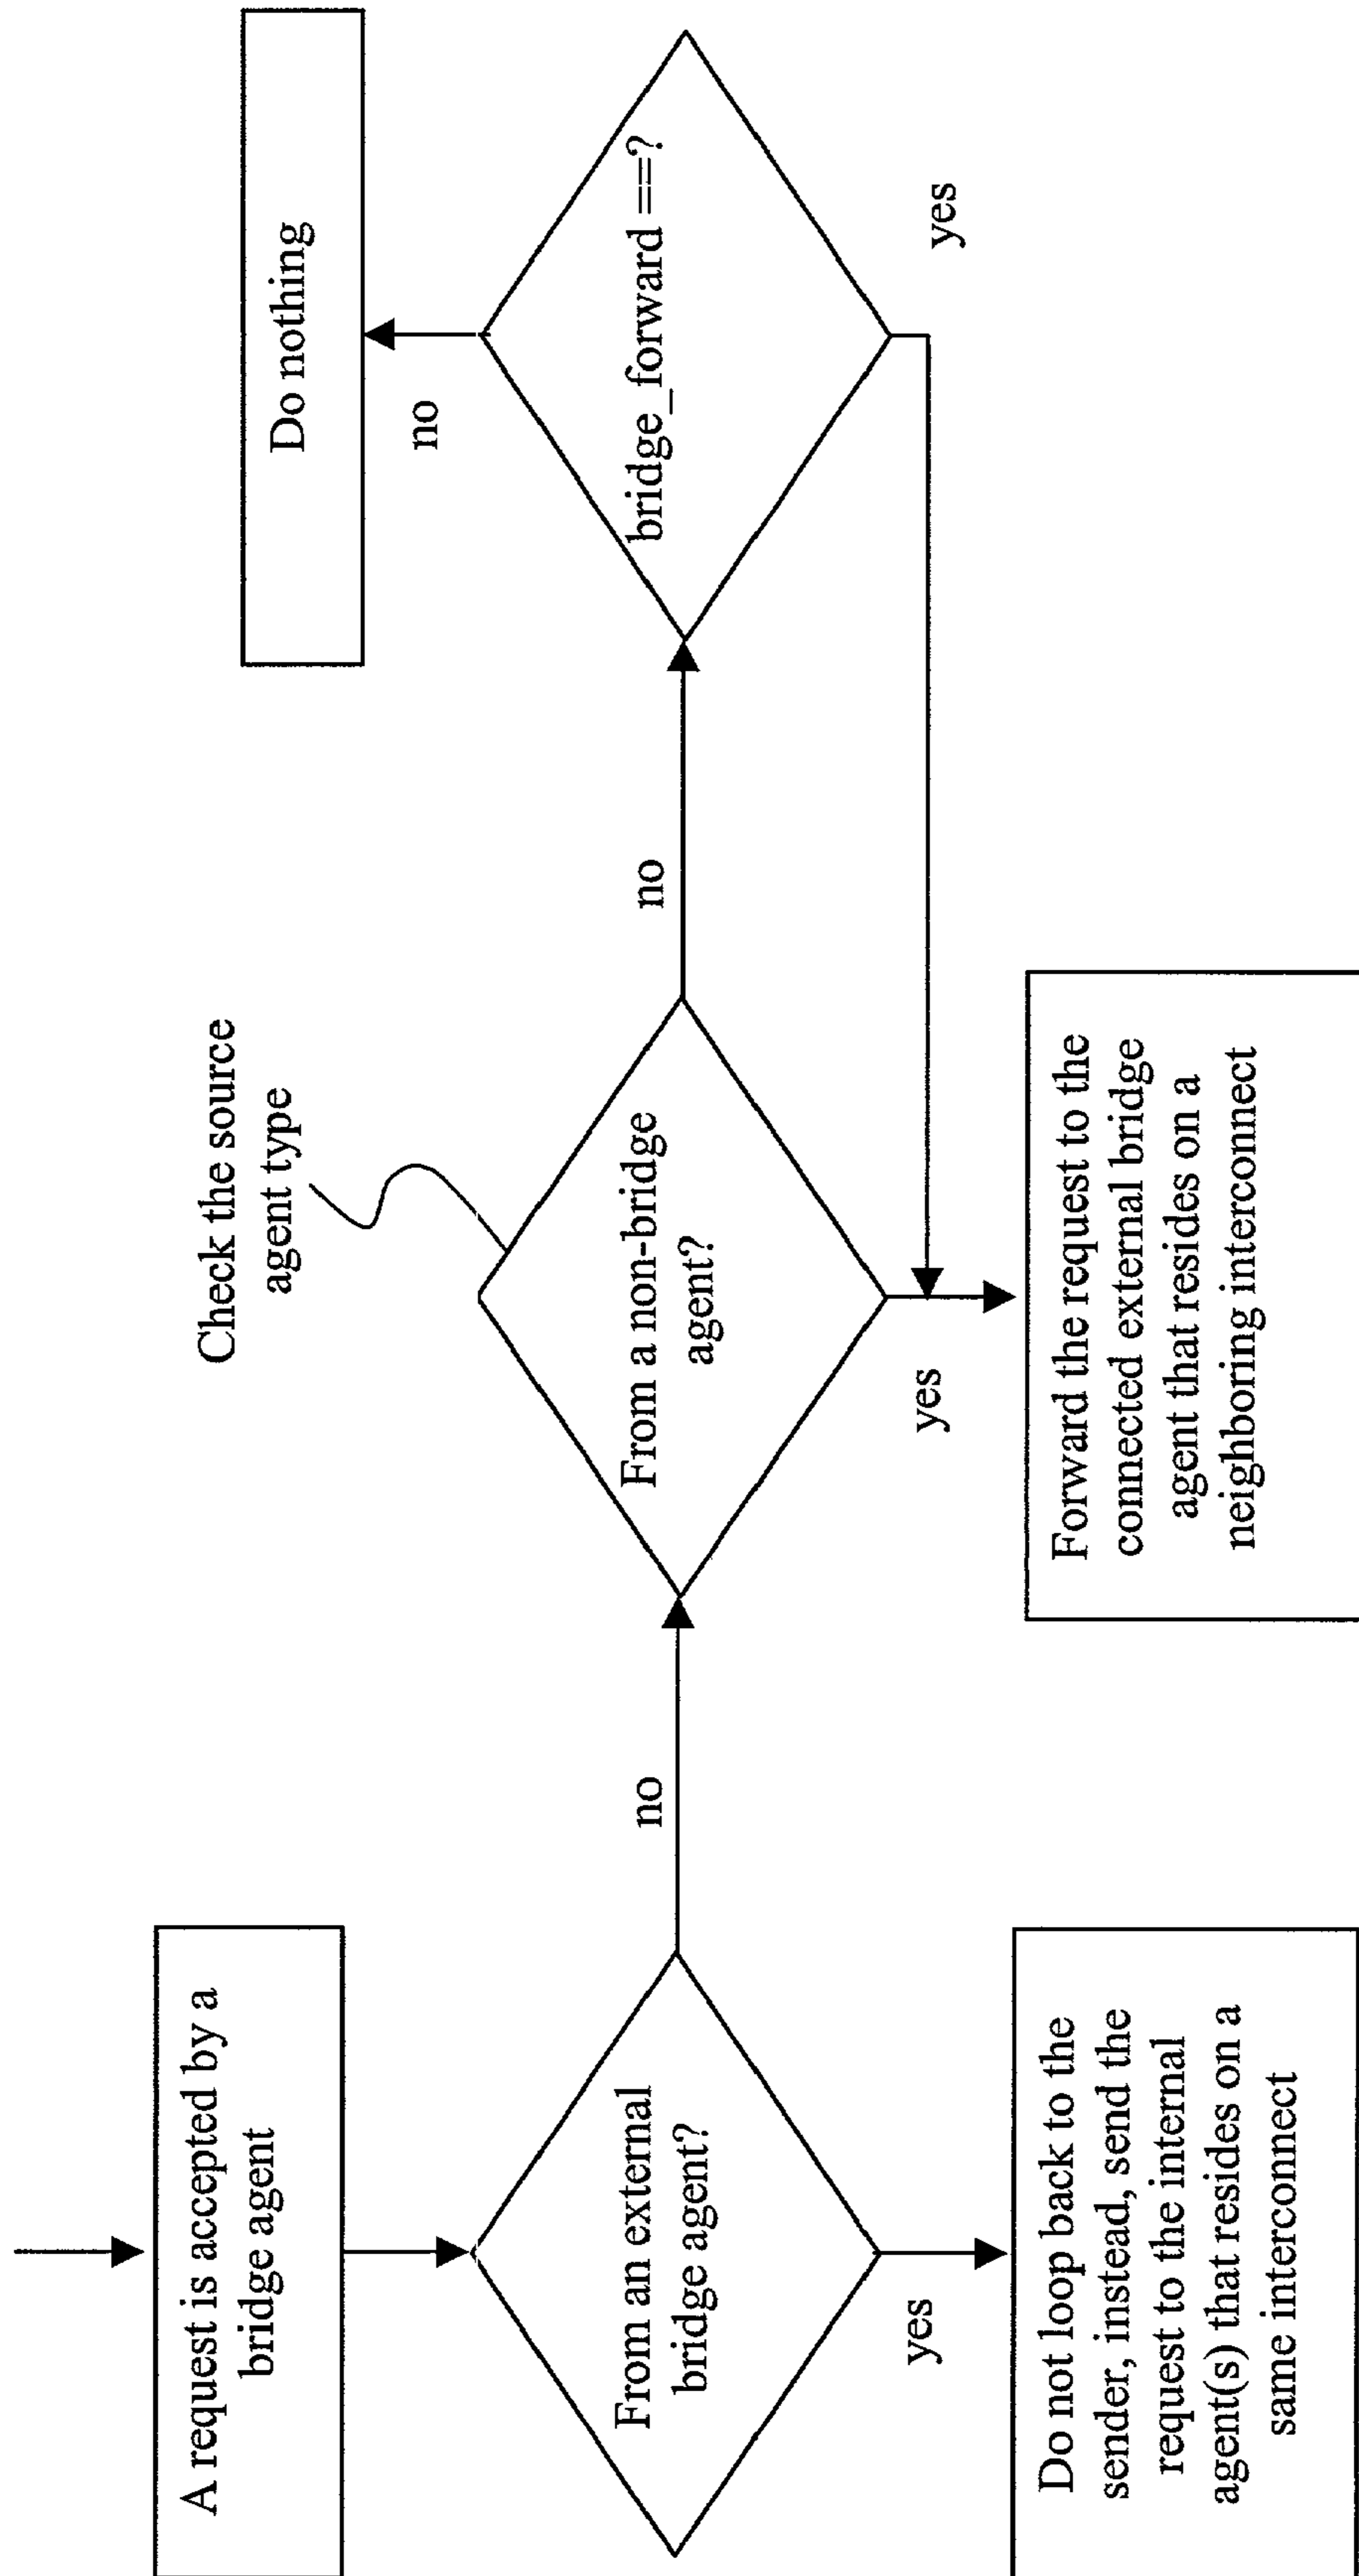 A request is accepted by a
bridge agent
From an external
bridge agent?
yes
Do not loop back to the
sender, instead, send the
request to the internal
agent(s) that resides on a
same interconnect
no
Check the source
agent type
From a non-bridge
agent?
yes
Forward the request to the
connected external bridge
agent that resides on a
neighboring interconnect
no
bridge_forward ==?
no
Do nothing
yes